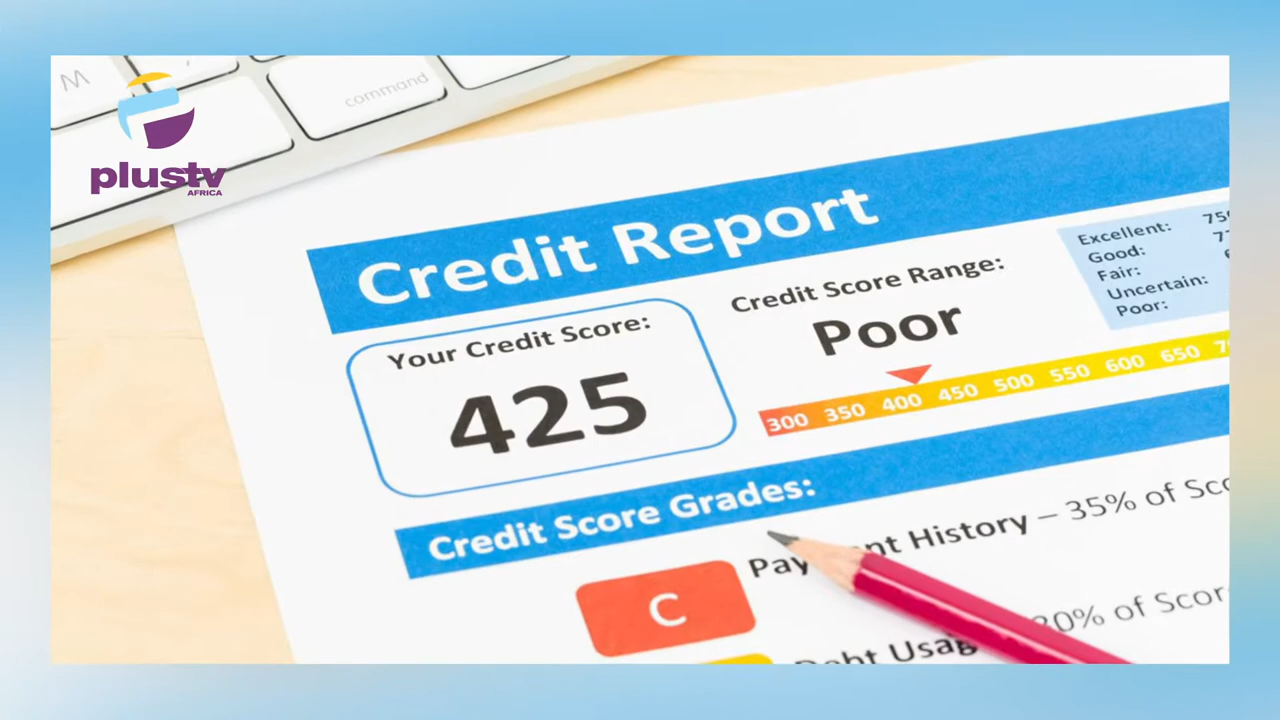 M
command
plustv
AFRICA
Credit Report
Your Credit Score:
425
Credit Score Range:
Poor
Excellent:
Good:
Fair:
Uncertain:
Poor:
300 350 400 450 500 550 600 650
Credit Score Grades:
C
History – 35% of
of